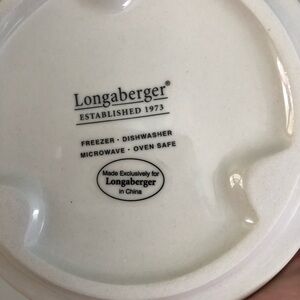 Longaberger®
ESTABLISHED 1973
FREEZER · DISHWASHER
MICROWAVE · OVEN SAFE
Made Exclusively for
Longaberger
in China